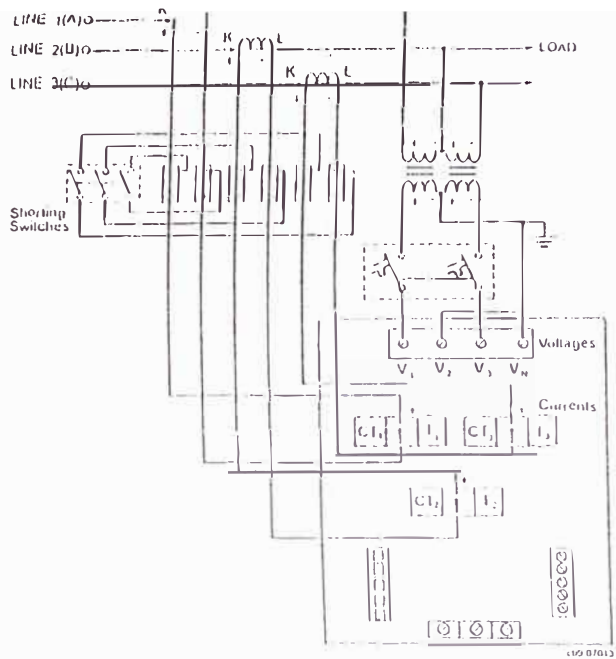 LINE 1(A)
LINE 2(B)
K
L
LOAD
K
L
LINE 3(C)
Shorting
Switches
Voltages
V₁ V₂ V₃ Vₙ
Currents
CT₁ I₁ CT₃ I₃
CT₂ I₂